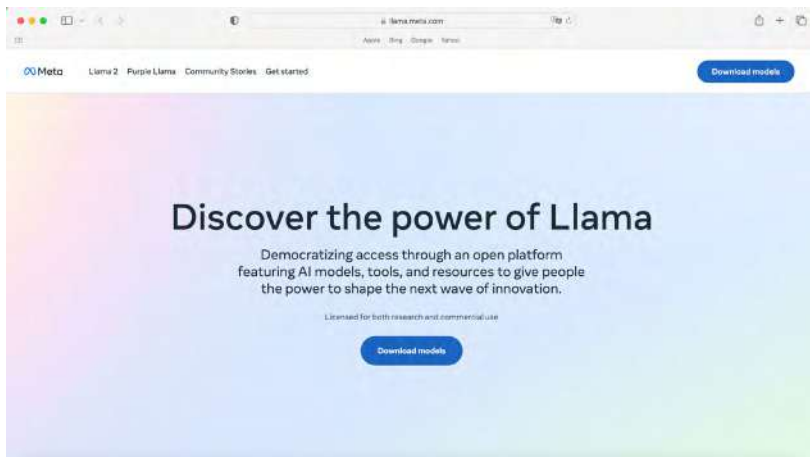 llama.meta.com
Apple Bing Google Yahoo
Meta Llama 2 Purple Llama Community Stories Get started Download models
Discover the power of Llama
Democratizing access through an open platform
featuring AI models, tools, and resources to give people
the power to shape the next wave of innovation.
Licensed for both research and commercial use
Download models